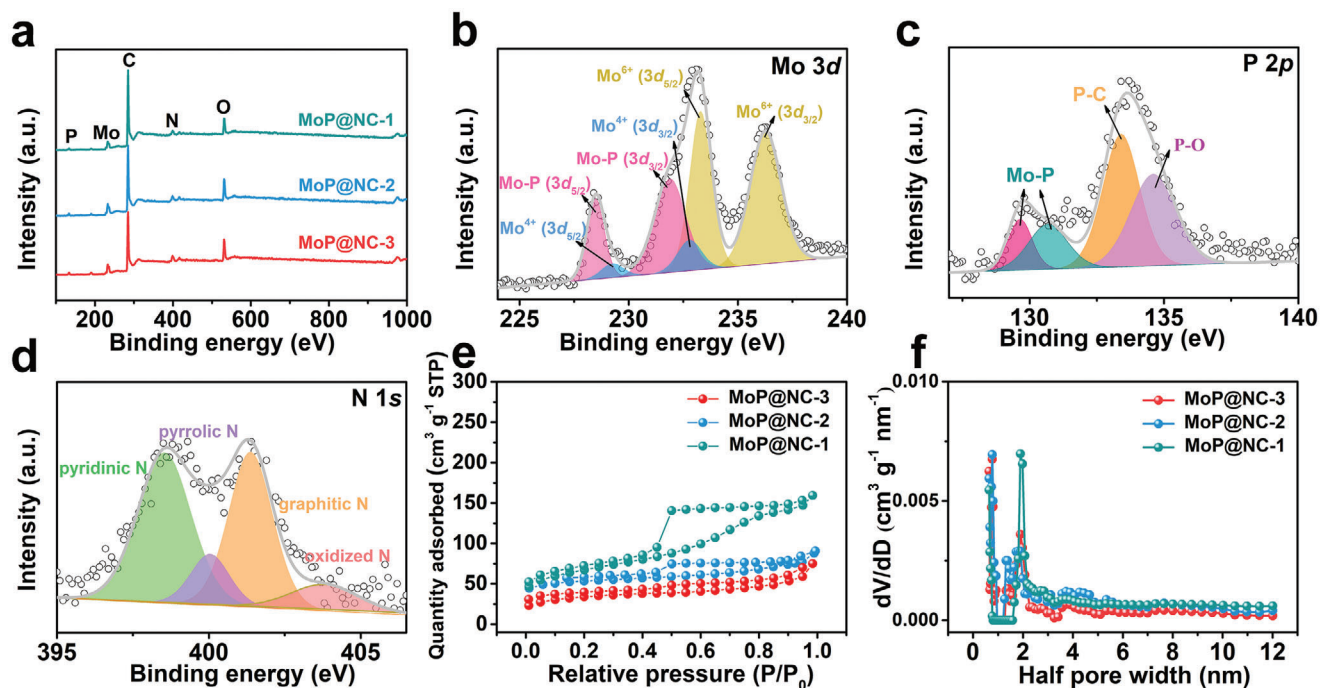 a
Intensity (a.u.)
P
Mo
C
N
O
MoP@NC-1
MoP@NC-2
MoP@NC-3
200
400
600
800
1000
Binding energy (eV)
b
Intensity (a.u.)
Mo 3d
Mo⁶⁺ (3d₅/₂)
Mo⁶⁺ (3d₃/₂)
Mo⁴⁺ (3d₃/₂)
Mo-P (3d₃/₂)
Mo-P (3d₅/₂)
Mo⁴⁺ (3d₅/₂)
225
230
235
240
Binding energy (eV)
c
Intensity (a.u.)
P 2p
P-C
P-O
Mo-P
130
135
140
Binding energy (eV)
d
Intensity (a.u.)
N 1s
pyrrolic N
pyridinic N
graphitic N
oxidized N
395
400
405
Binding energy (eV)
e
Quantity adsorbed (cm³ g⁻¹ STP)
300
250
200
150
100
50
0
MoP@NC-3
MoP@NC-2
MoP@NC-1
0.0
0.2
0.4
0.6
0.8
1.0
Relative pressure (P/P₀)
f
dV/dD (cm³ g⁻¹ nm⁻¹)
0.010
0.005
0.000
MoP@NC-3
MoP@NC-2
MoP@NC-1
0
2
4
6
8
10
12
Half pore width (nm)